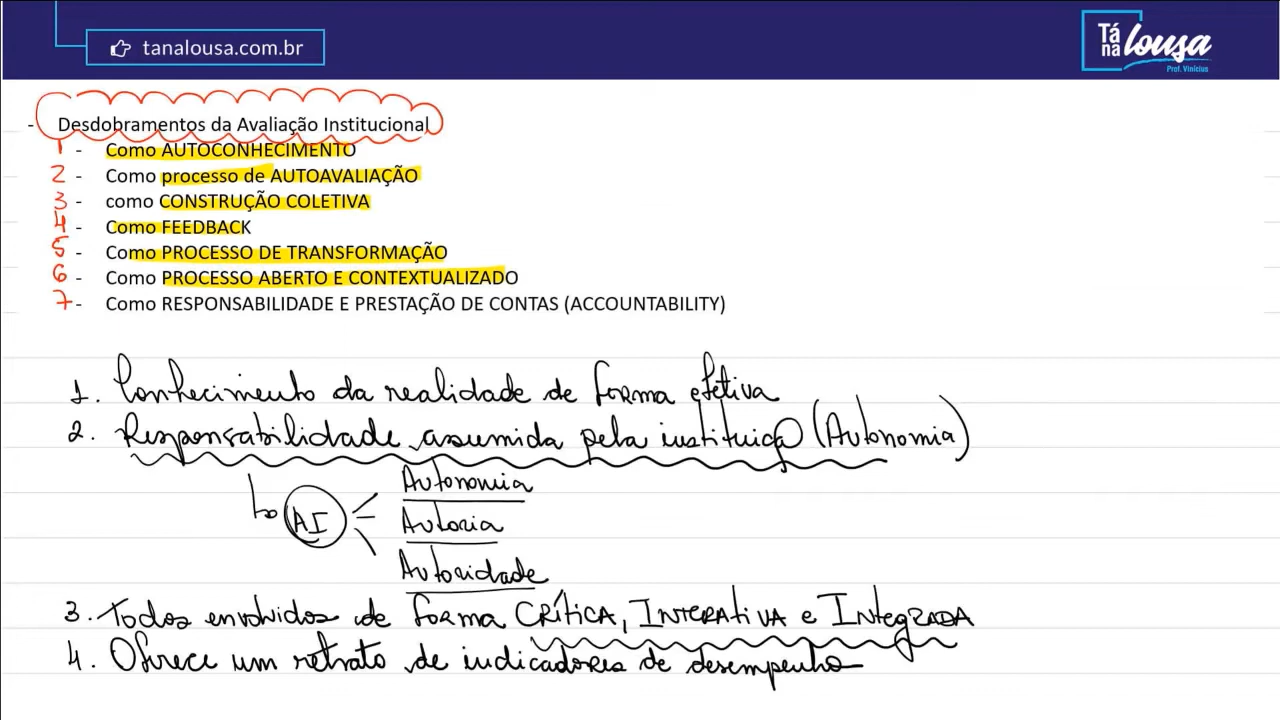 tanalousa.com.br
Tá na lousa
Prof. Vinícius
- Desdobramentos da Avaliação Institucional
1 - Como AUTOCONHECIMENTO
2 - Como processo de AUTOAVALIAÇÃO
3 - como CONSTRUÇÃO COLETIVA
4 - Como FEEDBACK
5 - Como PROCESSO DE TRANSFORMAÇÃO
6 - Como PROCESSO ABERTO E CONTEXTUALIZADO
7 - Como RESPONSABILIDADE E PRESTAÇÃO DE CONTAS (ACCOUNTABILITY)
1. Conhecimento da realidade de forma efetiva
2. Responsabilidade assumida pela instituiçã (Autonomia)
Autonomia
AI
Autoria
Autoridade
3. Todos envolvidos de forma CRÍTICA, INTERATIVA e INTEGRADA
4. Oferece um retrato de indicadores de desempenho